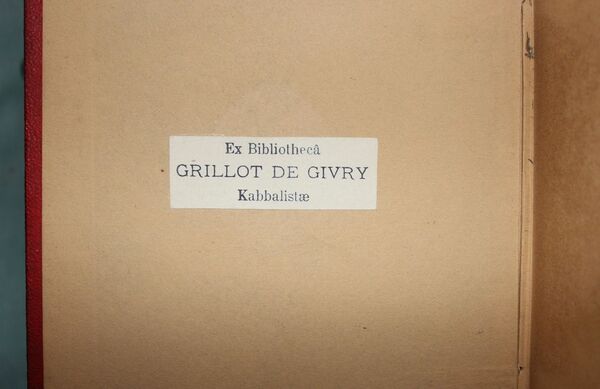 Ex Bibliothecâ
GRILLOT DE GIVRY
Kabbalistæ